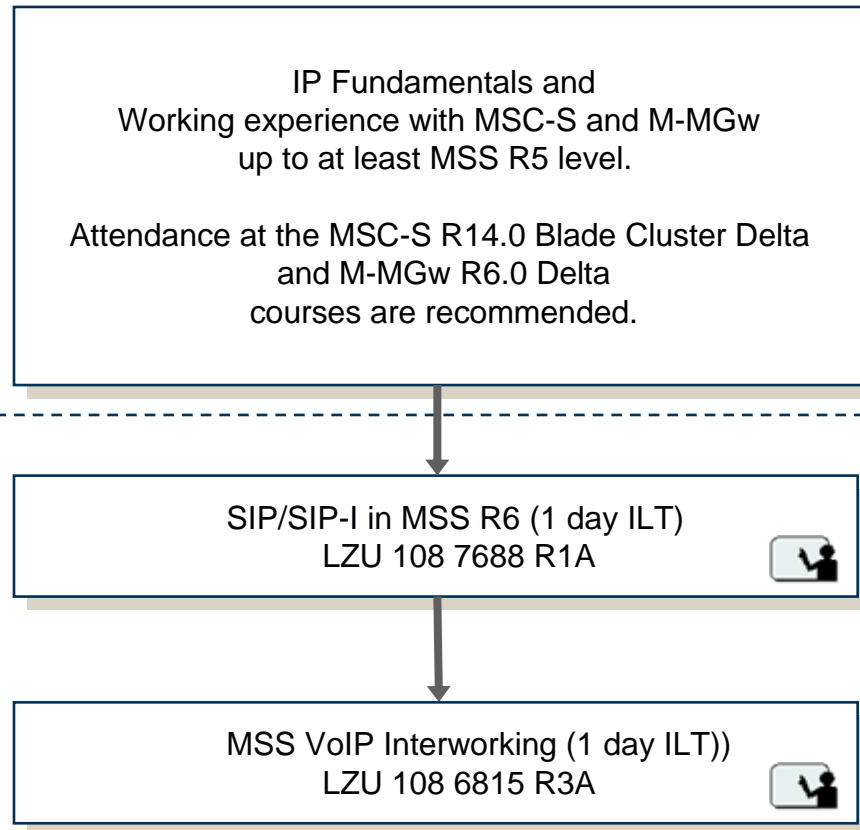 IP Fundamentals and
Working experience with MSC-S and M-MGw
up to at least MSS R5 level.
Attendance at the MSC-S R14.0 Blade Cluster Delta
and M-MGw R6.0 Delta
courses are recommended.
SIP/SIP-I in MSS R6 (1 day ILT)
LZU 108 7688 R1A
MSS VoIP Interworking (1 day ILT))
LZU 108 6815 R3A